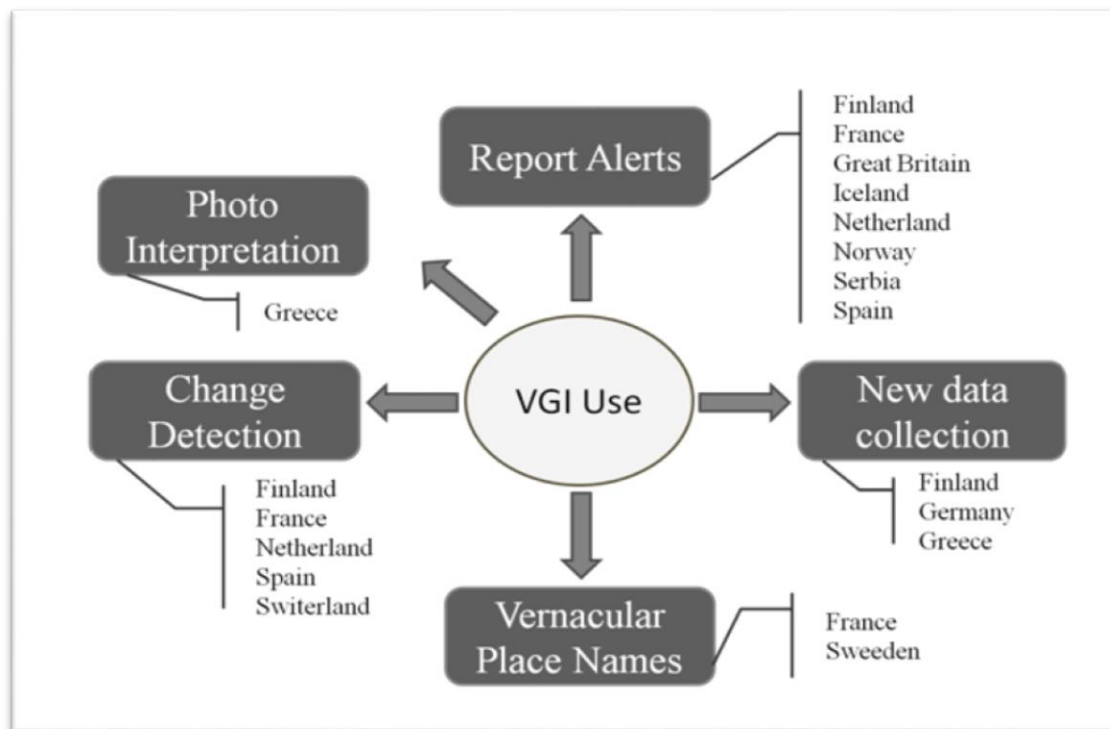 Report Alerts
Finland
France
Great Britain
Iceland
Netherland
Norway
Serbia
Spain
Photo
Interpretation
Greece
VGI Use
Change
Detection
Finland
France
Netherland
Spain
Switerland
New data
collection
Finland
Germany
Greece
Vernacular
Place Names
France
Sweeden